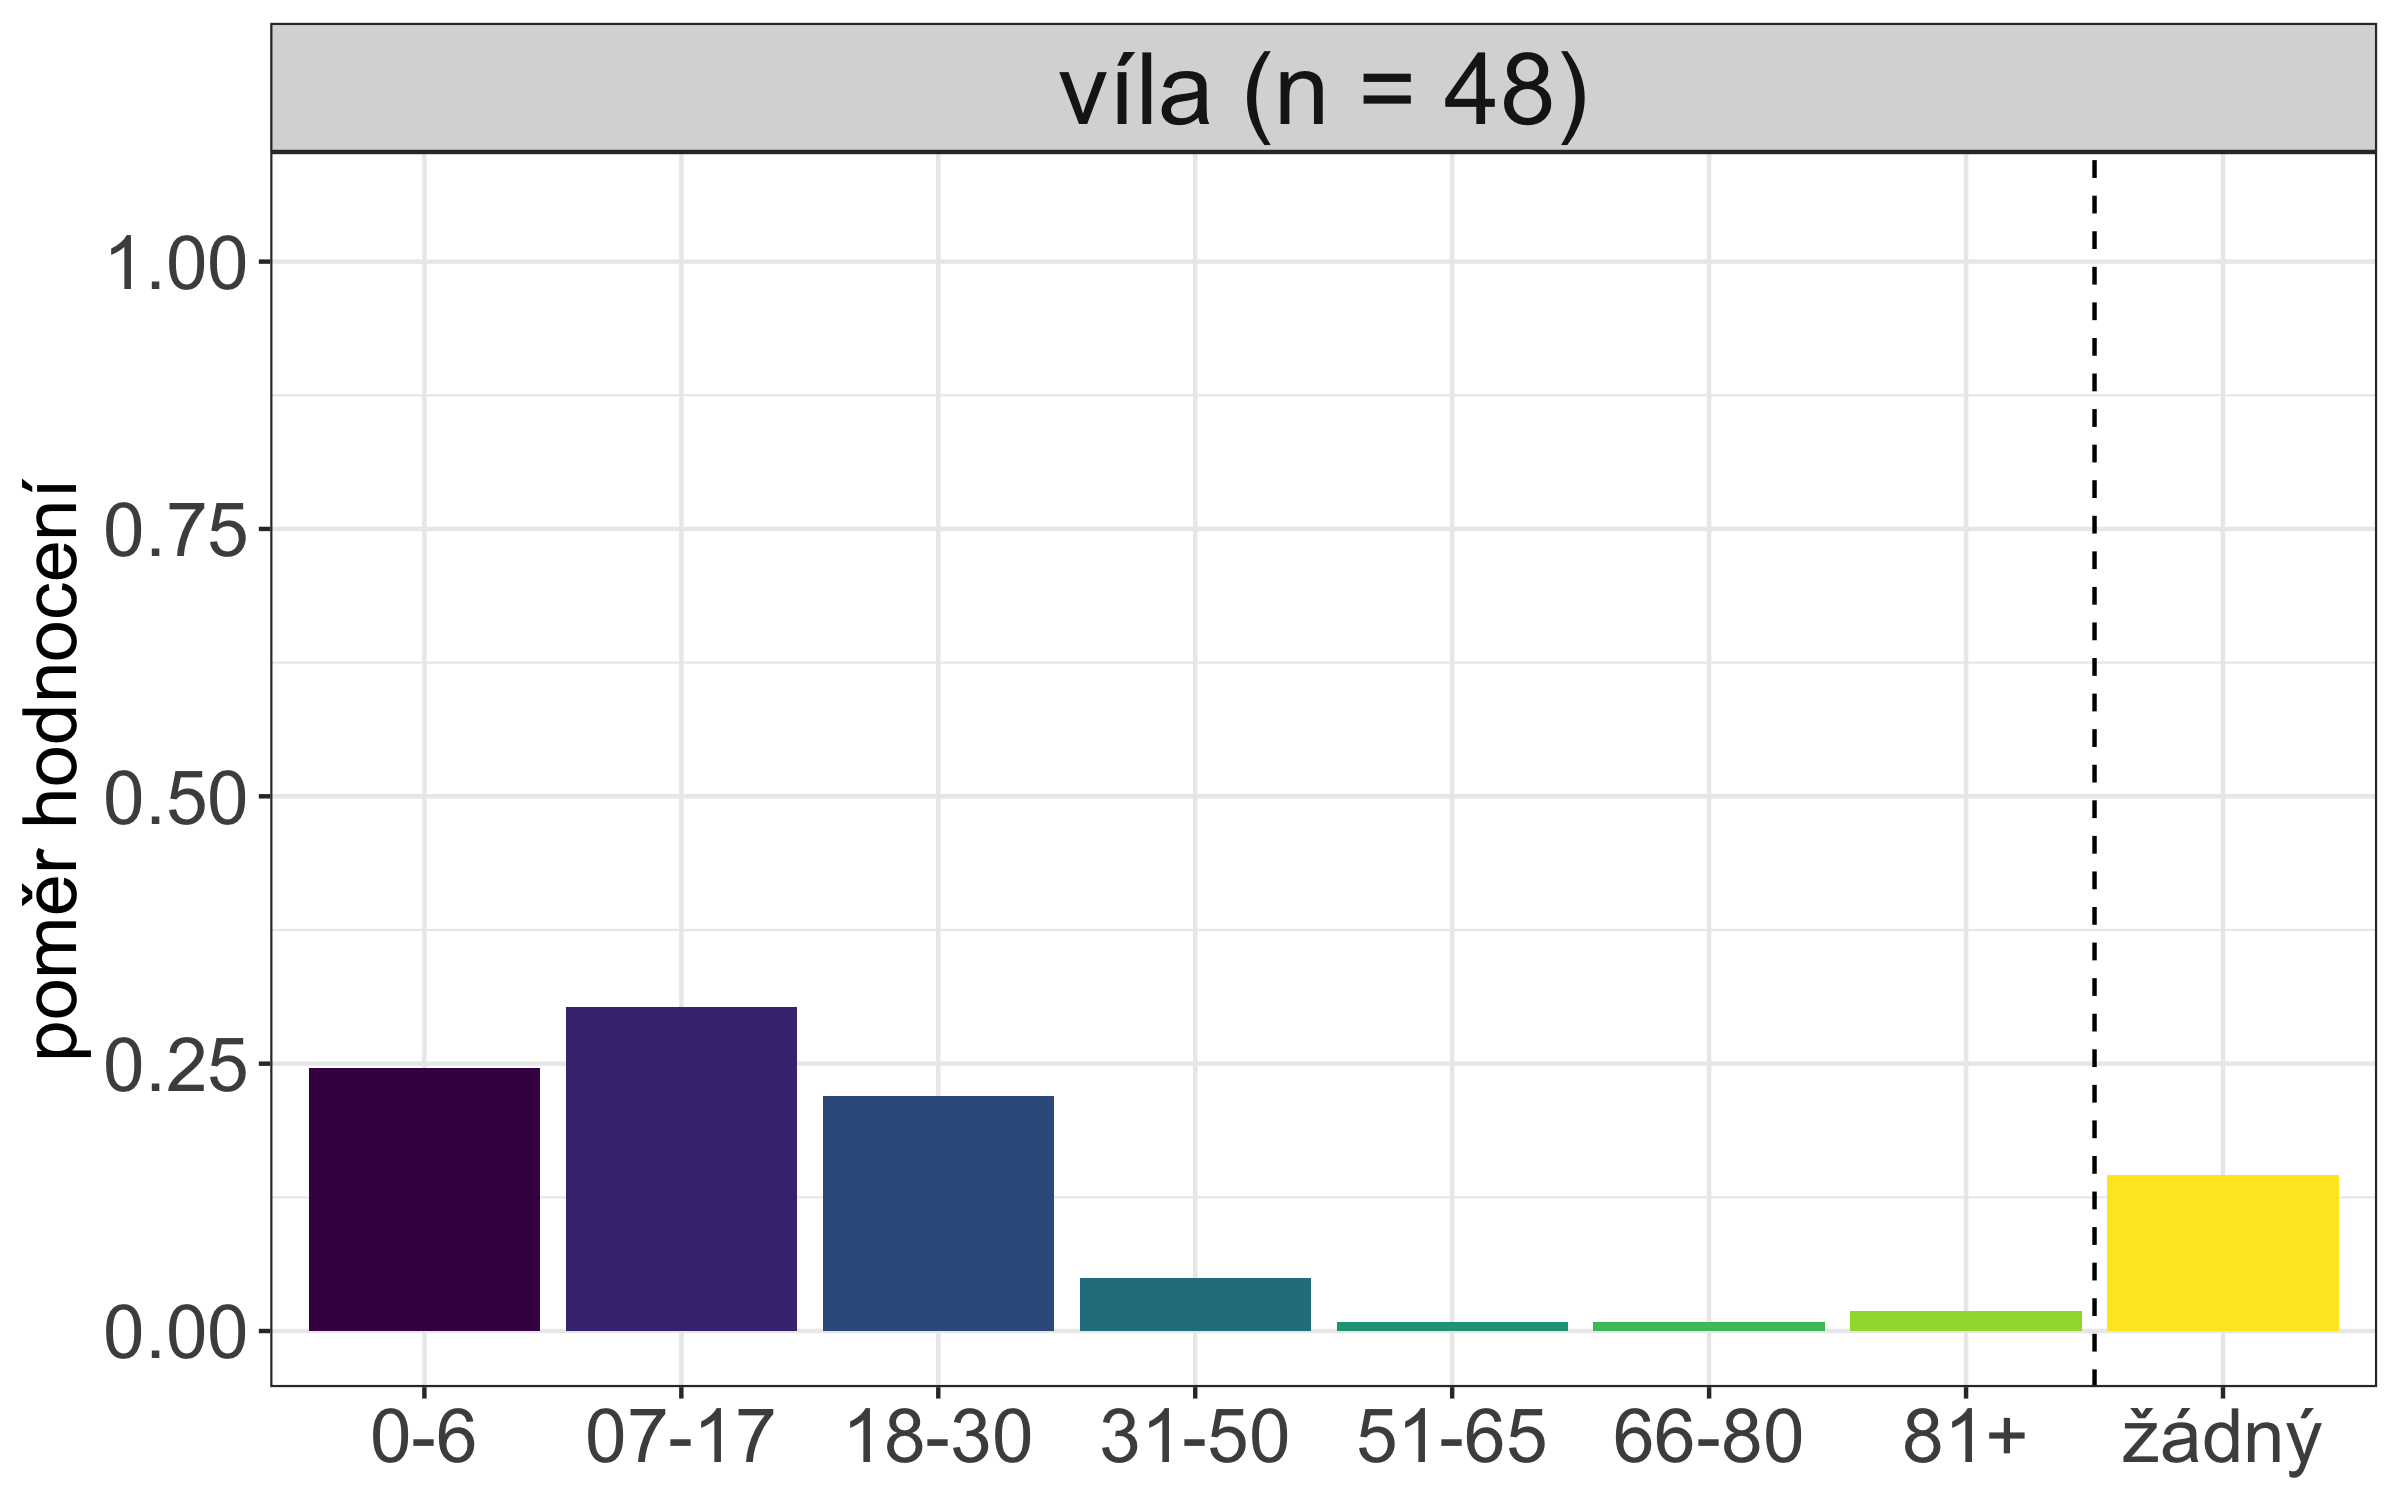 víla (n = 48)
poměr hodnocení
1.00
0.75
0.50
0.25
0.00
0-6 07-17 18-30 31-50 51-65 66-80 81+ žádný